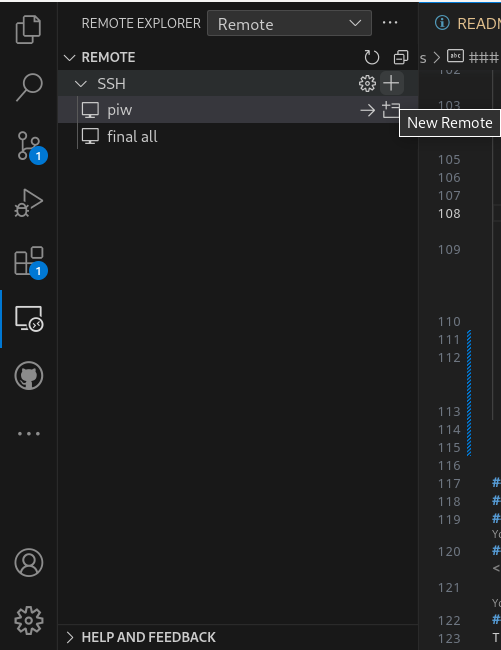 REMOTE EXPLORER Remote
READM
REMOTE
s > abc ###
SSH
102
piw
103
New Remote
final all
105
106
107
108
109
110
111
112
113
114
115
116
117 #
118 #
119 #
Yo
120 #
<
121
Yo
122 #
HELP AND FEEDBACK
123 T
1
1